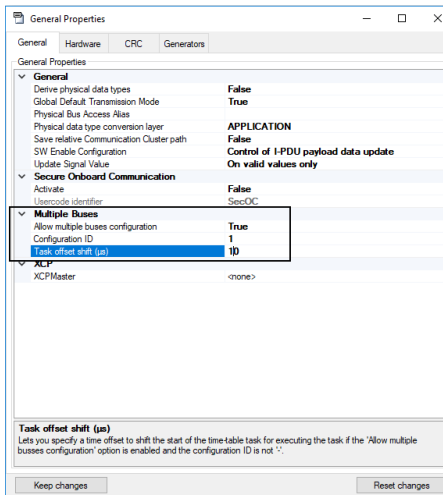 General Properties
General Hardware CRC Generators
General Properties
General
Derive physical data types False
Global Default Transmission Mode True
Physical Bus Access Alias
Physical data type conversion layer APPLICATION
Save relative Communication Cluster path False
SW Enable Configuration Control of I-PDU payload data update
Update Signal Value On valid values only
Secure Onboard Communication
Activate False
Usercode identifier SecOC
Multiple Buses
Allow multiple buses configuration True
Configuration ID 1
Task offset shift (µs) 10
XCP
XCPMaster <none>
Task offset shift (µs)
Lets you specify a time offset to shift the start of the time-table task for executing the task if the 'Allow multiple
busses configuration' option is enabled and the configuration ID is not '-'.
Keep changes Reset changes